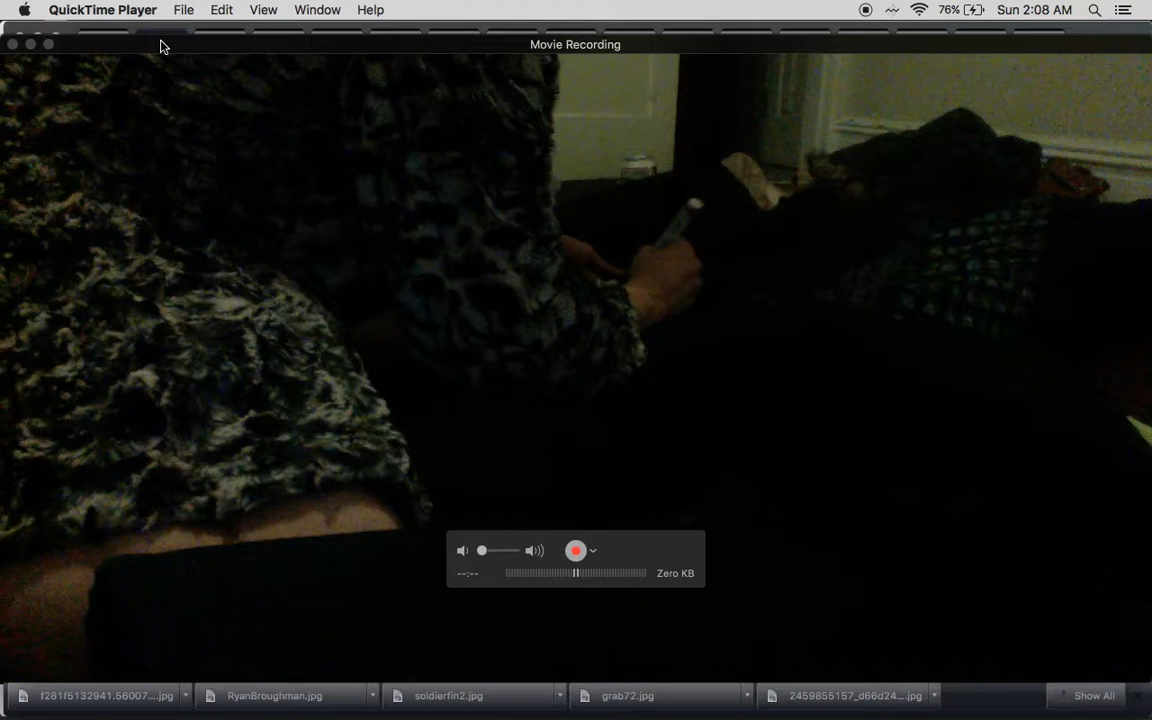 QuickTime Player File Edit View Window Help 76% Sun 2:08 AM
Movie Recording
--:-- Zero KB
f281f5132941.56007....jpg RyanBroughman.jpg soldierfin2.jpg grab72.jpg 2459855157_d66d24....jpg Show All